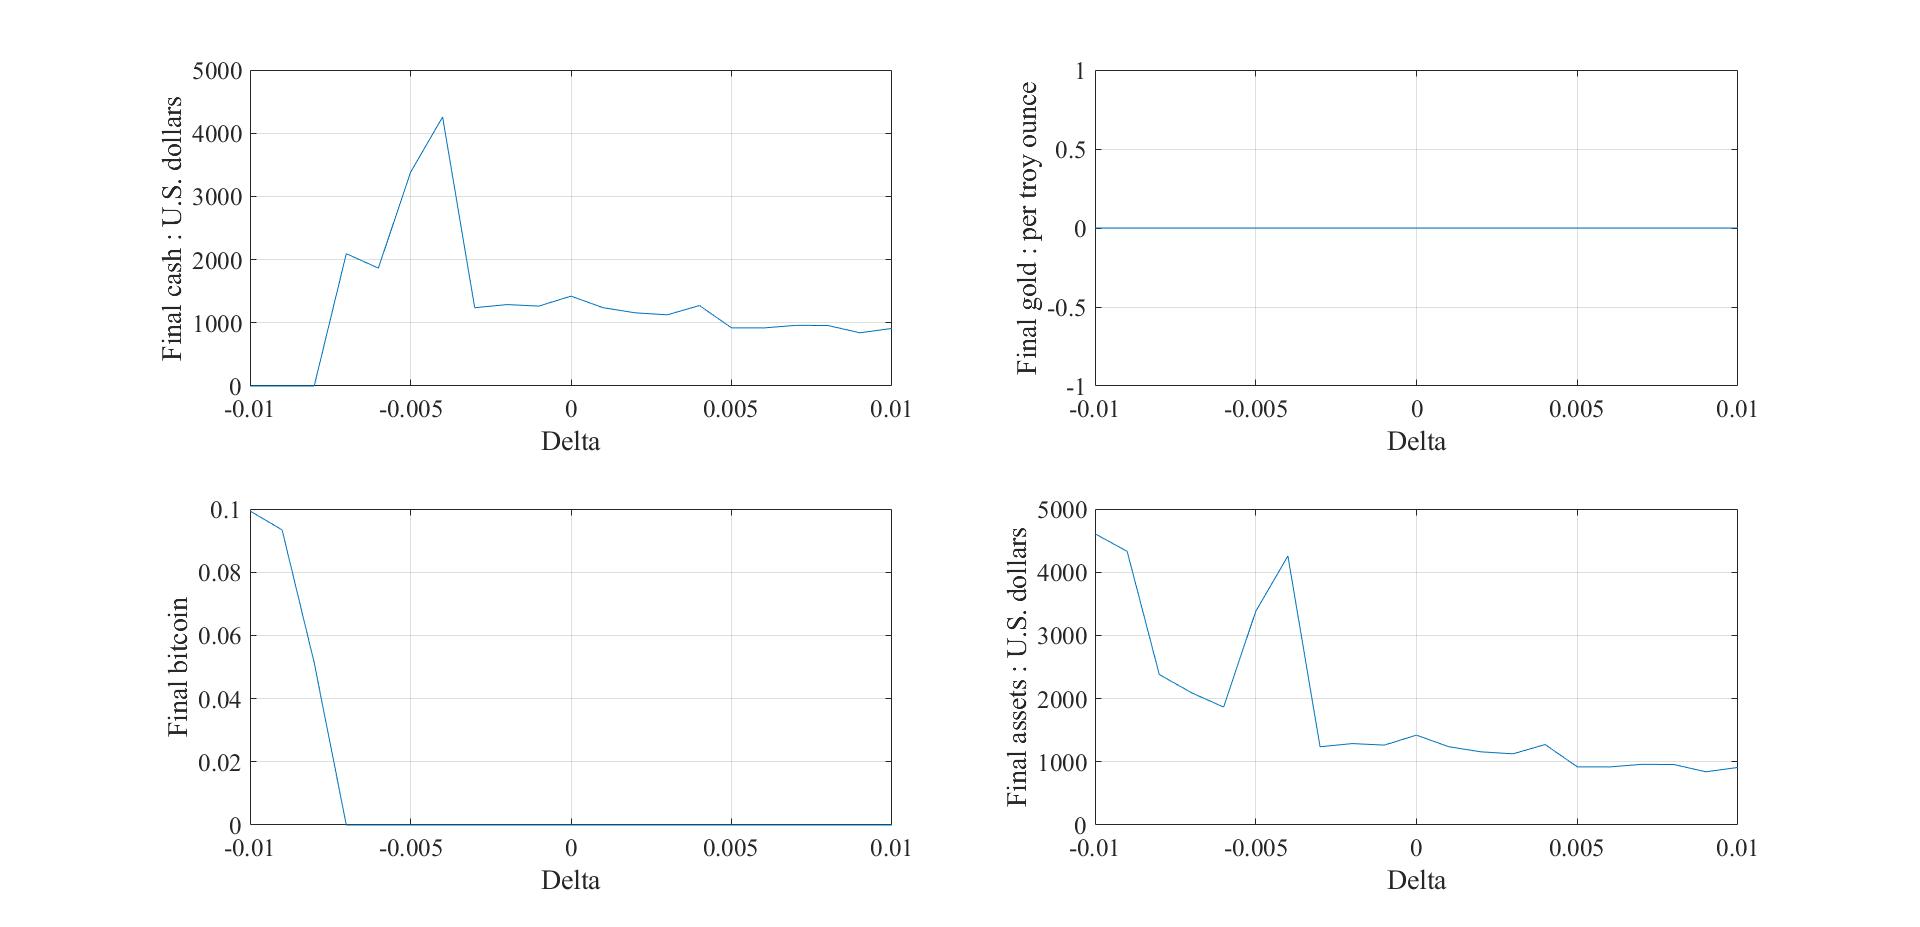 5000
4000
3000
2000
1000
0
Final cash : U.S. dollars
-0.01 -0.005 0 0.005 0.01
Delta
1
0.5
0
-0.5
-1
Final gold : per troy ounce
-0.01 -0.005 0 0.005 0.01
Delta
0.1
0.08
0.06
0.04
0.02
0
Final bitcoin
-0.01 -0.005 0 0.005 0.01
Delta
5000
4000
3000
2000
1000
0
Final assets : U.S. dollars
-0.01 -0.005 0 0.005 0.01
Delta